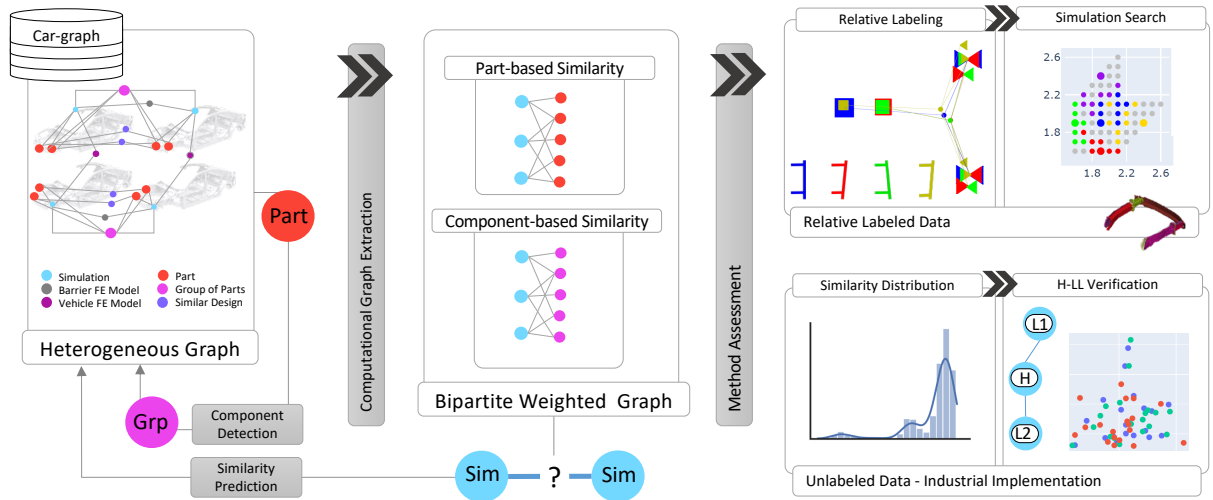 Car-graph
Part
Simulation
Part
Barrier FE Model
Group of Parts
Vehicle FE Model
Similar Design
Heterogeneous Graph
Grp
Component
Detection
Similarity
Prediction
Computational Graph Extraction
Part-based Similarity
Component-based Similarity
Bipartite Weighted Graph
Sim
?
Sim
Method Assessment
Relative Labeling
Simulation Search
2.6
2.2
1.8
1.8
2.2
2.6
Relative Labeled Data
Similarity Distribution
H-LL Verification
L1
H
L2
Unlabeled Data - Industrial Implementation